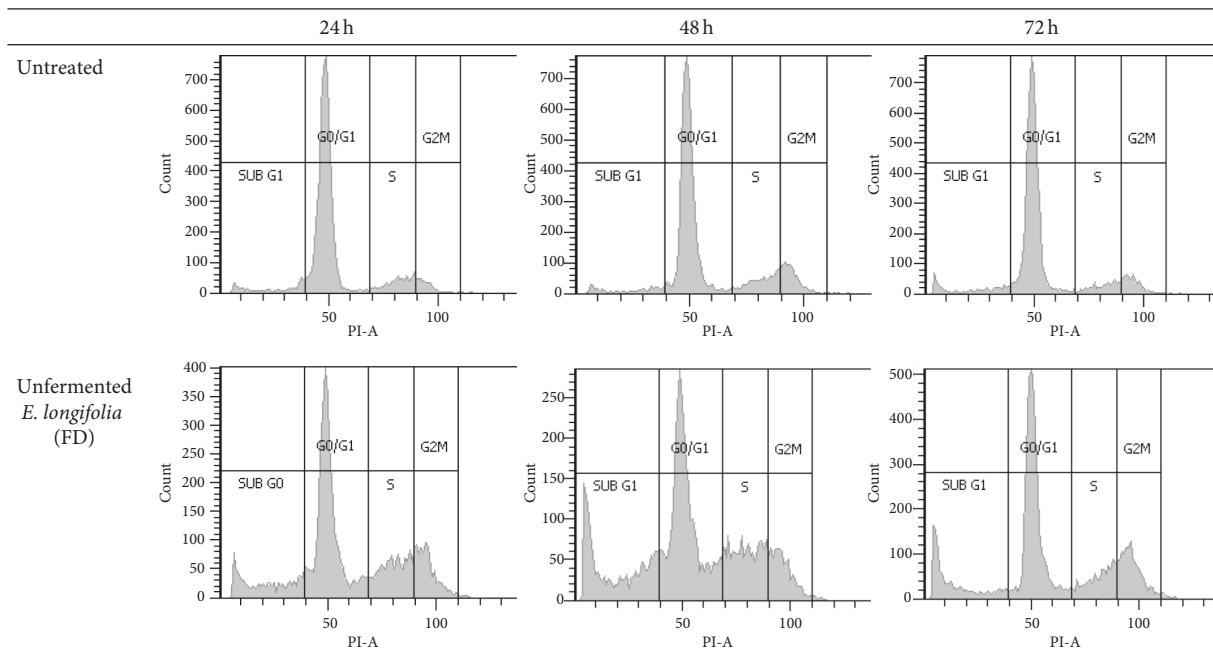 24 h 48 h 72 h
Untreated
Count
700
600
500
400
300
200
100
0
SUB G1
G0/G1
S
G2M
50 100
PI-A
Count
700
600
500
400
300
200
100
0
SUB G1
G0/G1
S
G2M
50 100
PI-A
Count
700
600
500
400
300
200
100
0
SUB G1
G0/G1
S
G2M
50 100
PI-A
Unfermented
E. longifolia
(FD)
Count
400
350
300
250
200
150
100
50
0
SUB G0
G0/G1
S
G2M
50 100
PI-A
Count
250
200
150
100
50
0
SUB G1
G0/G1
S
G2M
50 100
PI-A
Count
500
400
300
200
100
0
SUB G1
G0/G1
S
G2M
50 100
PI-A